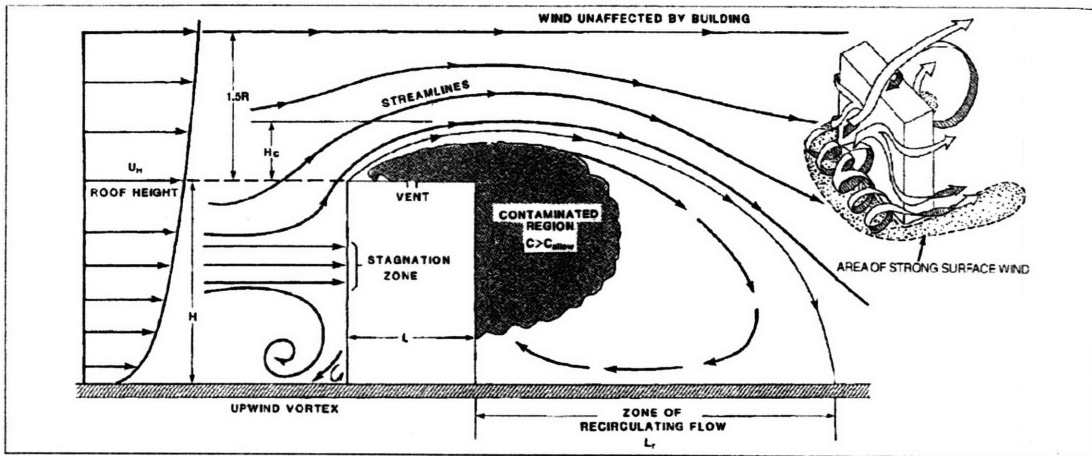 WIND UNAFFECTED BY BUILDING
1.5R
STREAMLINES
Hc
UH
ROOF HEIGHT
VENT
CONTAMINATED
REGION
C>Callow
STAGNATION
ZONE
AREA OF STRONG SURFACE WIND
H
L
UPWIND VORTEX
ZONE OF
RECIRCULATING FLOW
Lr